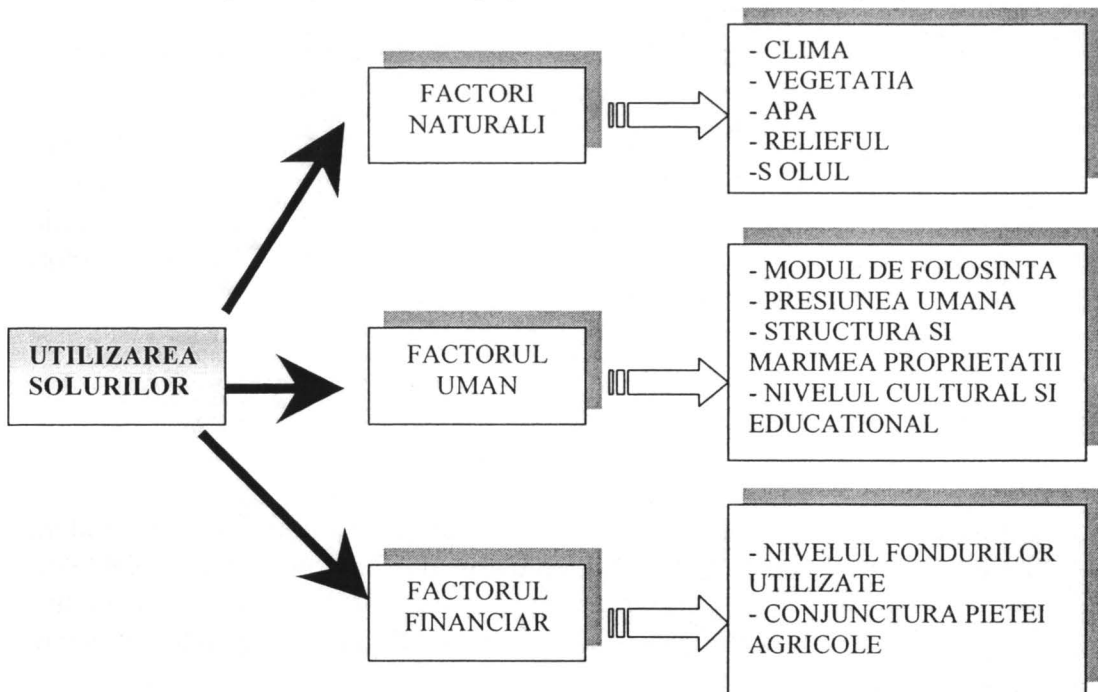 UTILIZAREA
SOLURILOR
FACTORI
NATURALI
- CLIMA
- VEGETATIA
- APA
- RELIEFUL
-S OLUL
FACTORUL
UMAN
- MODUL DE FOLOSINTA
- PRESIUNEA UMANA
- STRUCTURA SI
MARIMEA PROPRIETATII
- NIVELUL CULTURAL SI
EDUCATIONAL
FACTORUL
FINANCIAR
- NIVELUL FONDURILOR
UTILIZATE
- CONJUNCTURA PIETEI
AGRICOLE